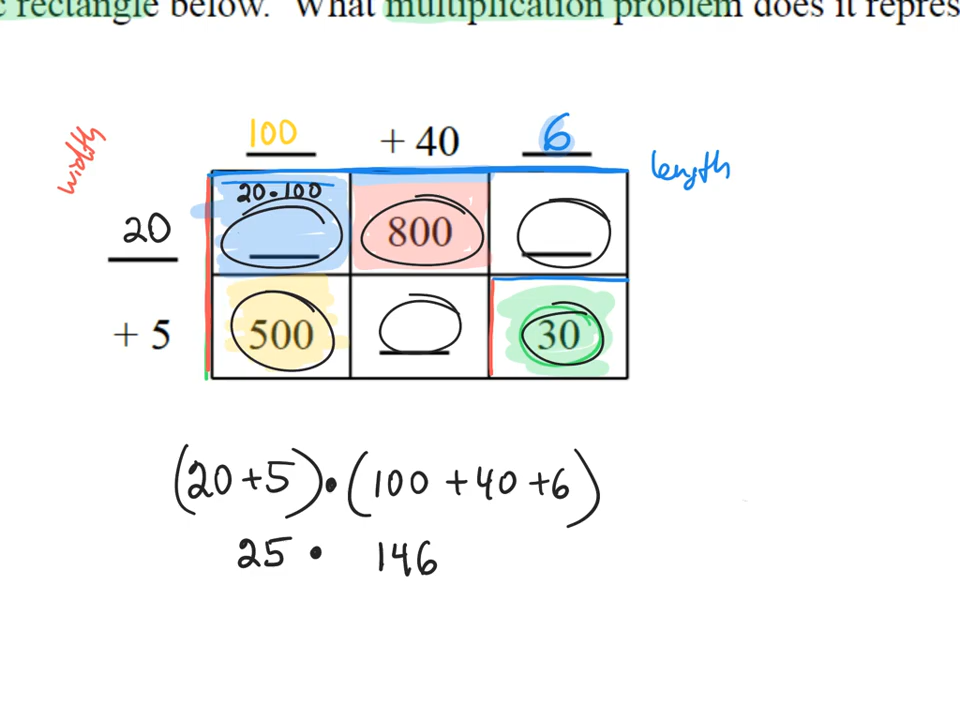 rectangle below. What multiplication problem does it repres
width
100 + 40 6
length
20 20•100 800
+ 5 500 30
(20+5)•(100+40+6)
25 • 146